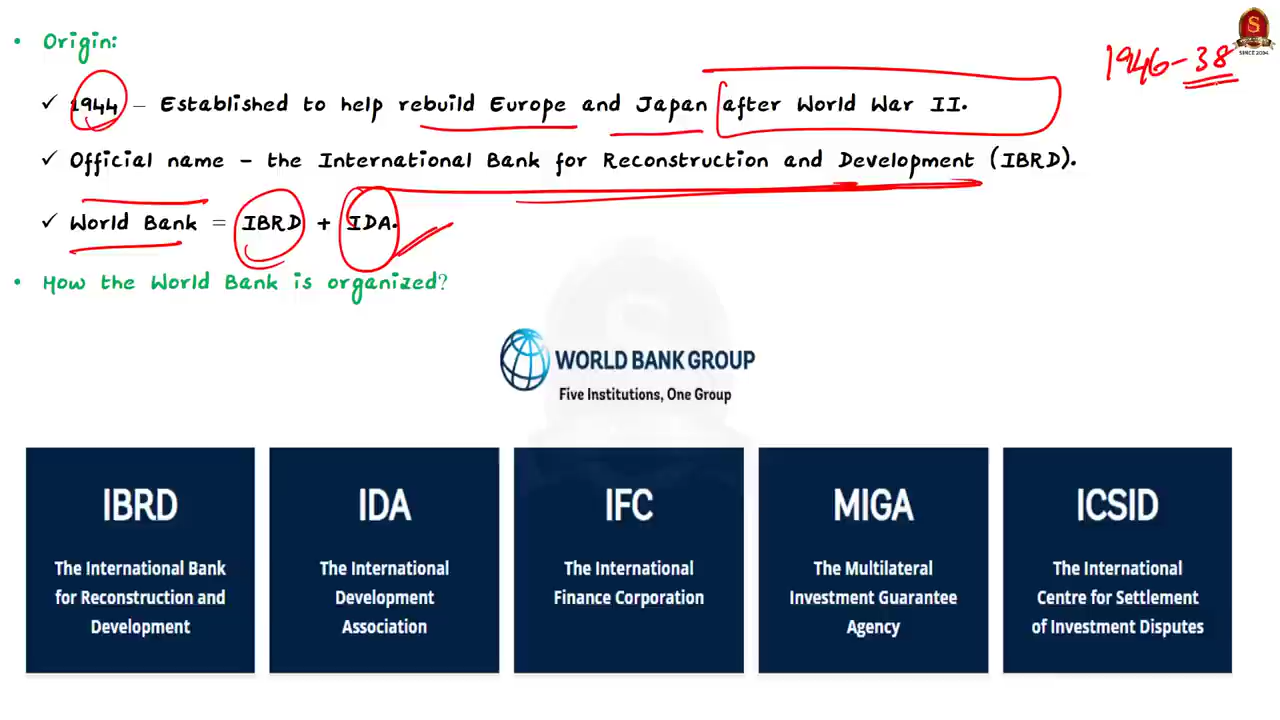 • Origin:
1946-38
SINCE 2004
✓ 1944 – Established to help rebuild Europe and Japan after World War II.
✓ Official name – the International Bank for Reconstruction and Development (IBRD).
✓ World Bank = IBRD + IDA.
• How the World Bank is organized?
WORLD BANK GROUP
Five Institutions, One Group
IBRD
The International Bank
for Reconstruction and
Development
IDA
The International
Development
Association
IFC
The International
Finance Corporation
MIGA
The Multilateral
Investment Guarantee
Agency
ICSID
The International
Centre for Settlement
of Investment Disputes